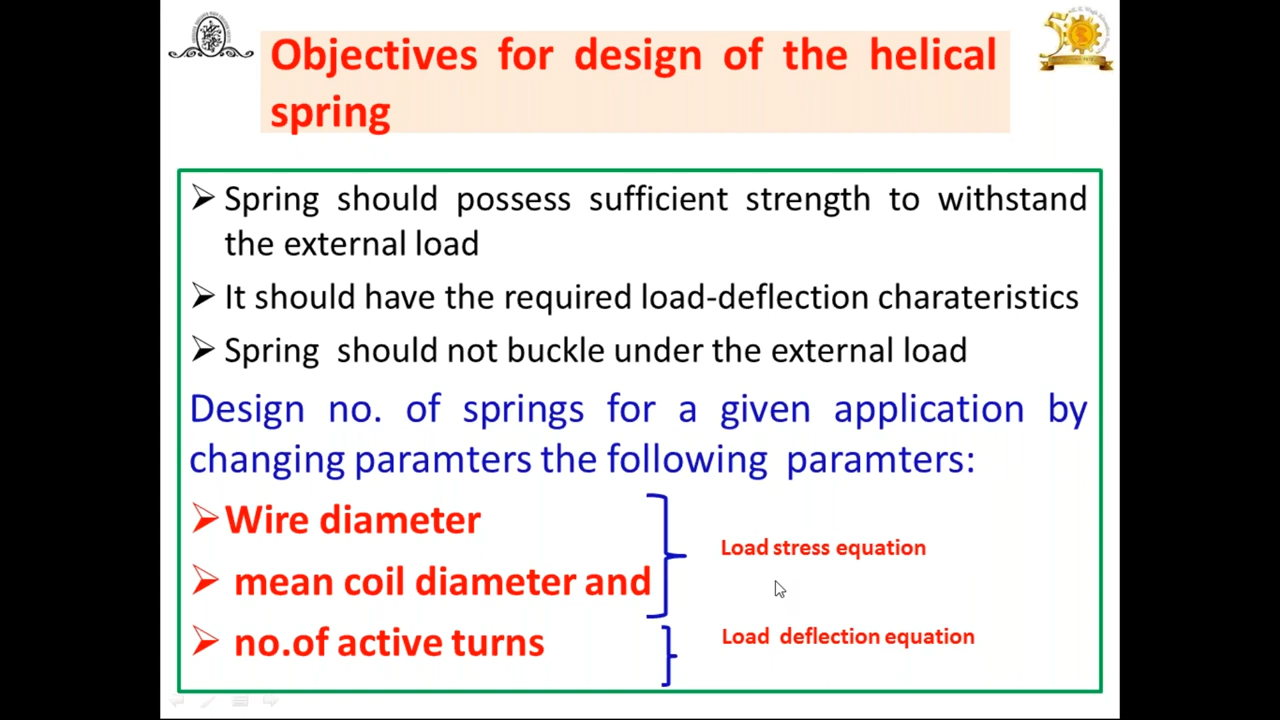 Objectives for design of the helical
spring
Spring should possess sufficient strength to withstand
the external load
It should have the required load-deflection charateristics
Spring should not buckle under the external load
Design no. of springs for a given application by
changing paramters the following paramters:
Wire diameter
mean coil diameter and
no.of active turns
Load stress equation
Load deflection equation